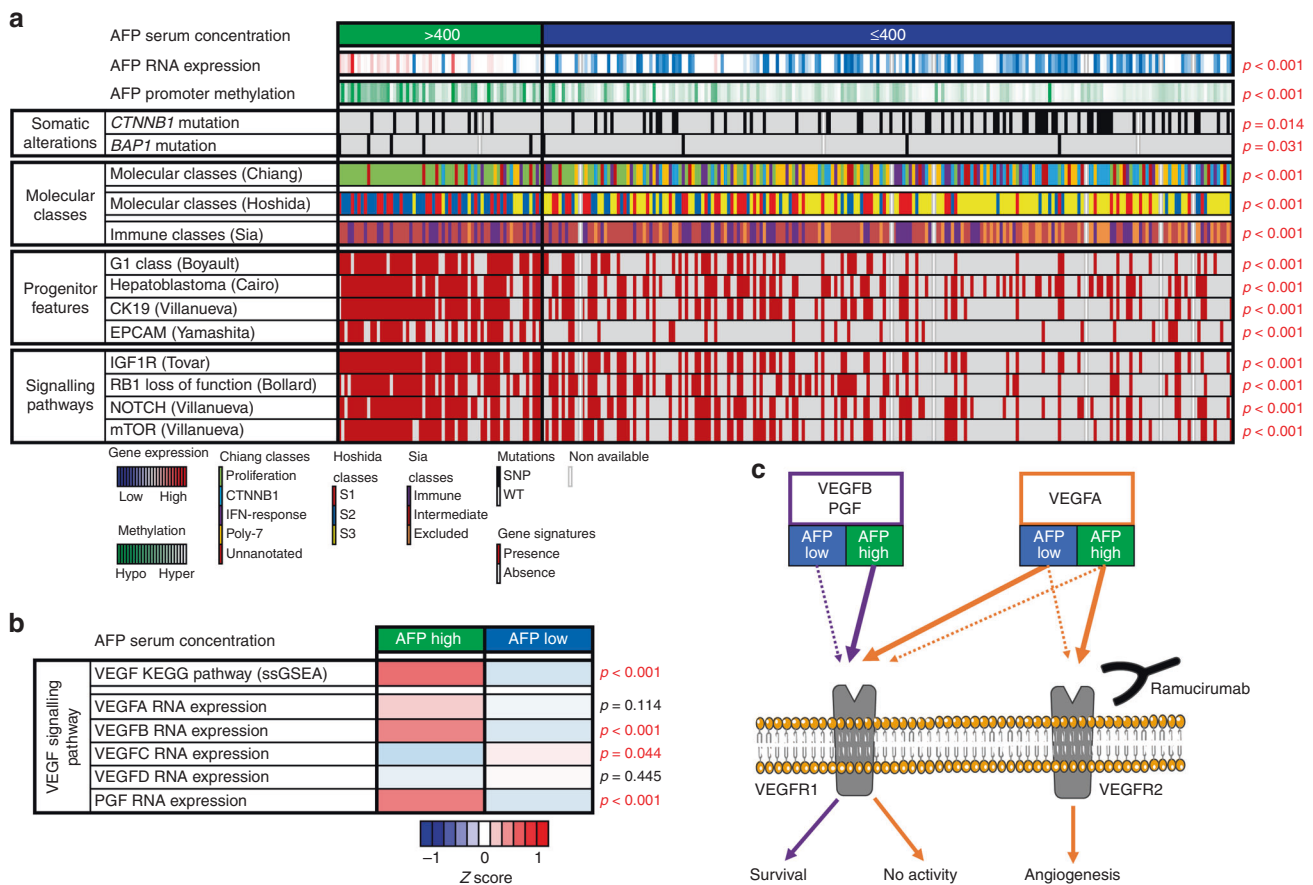 a
AFP serum concentration >400 ≤400
AFP RNA expression p < 0.001
AFP promoter methylation p < 0.001
Somatic alterations
CTNNB1 mutation p = 0.014
BAP1 mutation p = 0.031
Molecular classes
Molecular classes (Chiang) p < 0.001
Molecular classes (Hoshida) p < 0.001
Immune classes (Sia) p < 0.001
Progenitor features
G1 class (Boyault) p < 0.001
Hepatoblastoma (Cairo) p < 0.001
CK19 (Villanueva) p < 0.001
EPCAM (Yamashita) p < 0.001
Signalling pathways
IGF1R (Tovar) p < 0.001
RB1 loss of function (Bollard) p < 0.001
NOTCH (Villanueva) p < 0.001
mTOR (Villanueva) p < 0.001
Gene expression
Low High
Methylation
Hypo Hyper
Chiang classes
Proliferation
CTNNB1
IFN-response
Poly-7
Unnanotated
Hoshida
classes
S1
S2
S3
Sia
classes
Immune
Intermediate
Excluded
Mutations
SNP
WT
Non available
Gene signatures
Presence
Absence
b
AFP serum concentration AFP high AFP low
VEGF signalling
pathway
VEGF KEGG pathway (ssGSEA) p < 0.001
VEGFA RNA expression p = 0.114
VEGFB RNA expression p < 0.001
VEGFC RNA expression p = 0.044
VEGFD RNA expression p = 0.445
PGF RNA expression p < 0.001
–1 0 1
Z score
c
VEGFB
PGF
AFP
low
AFP
high
VEGFA
AFP
low
AFP
high
Ramucirumab
VEGFR1
VEGFR2
Survival
No activity
Angiogenesis